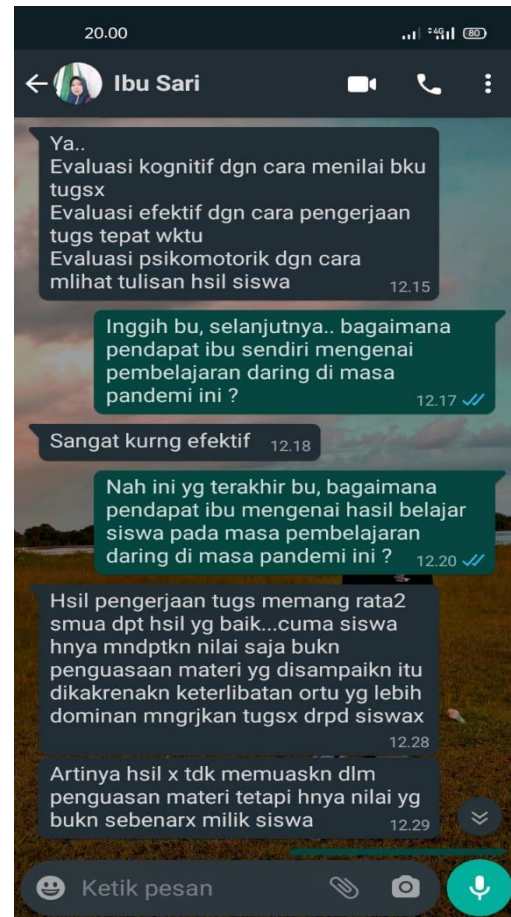 20.00
4G
80
Ibu Sari
Ya..
Evaluasi kognitif dgn cara menilai bku
tugsx
Evaluasi efektif dgn cara pengerjaan
tugs tepat wktu
Evaluasi psikomotorik dgn cara
mlihat tulisan hsil siswa
12.15
Inggih bu, selanjutnya.. bagaimana
pendapat ibu sendiri mengenai
pembelajaran daring di masa
pandemi ini ?
12.17
Sangat kurng efektif 12.18
Nah ini yg terakhir bu, bagaimana
pendapat ibu mengenai hasil belajar
siswa pada masa pembelajaran
daring di masa pandemi ini ?
12.20
Hsil pengerjaan tugs memang rata2
smua dpt hsil yg baik...cuma siswa
hnya mndptkn nilai saja bukn
penguasaan materi yg disampaikn itu
dikakrenakn keterlibatan ortu yg lebih
dominan mngrjkan tugsx drpd siswax
12.28
Artinya hsil x tdk memuaskn dlm
penguasan materi tetapi hnya nilai yg
bukn sebenarx milik siswa
12.29
Ketik pesan